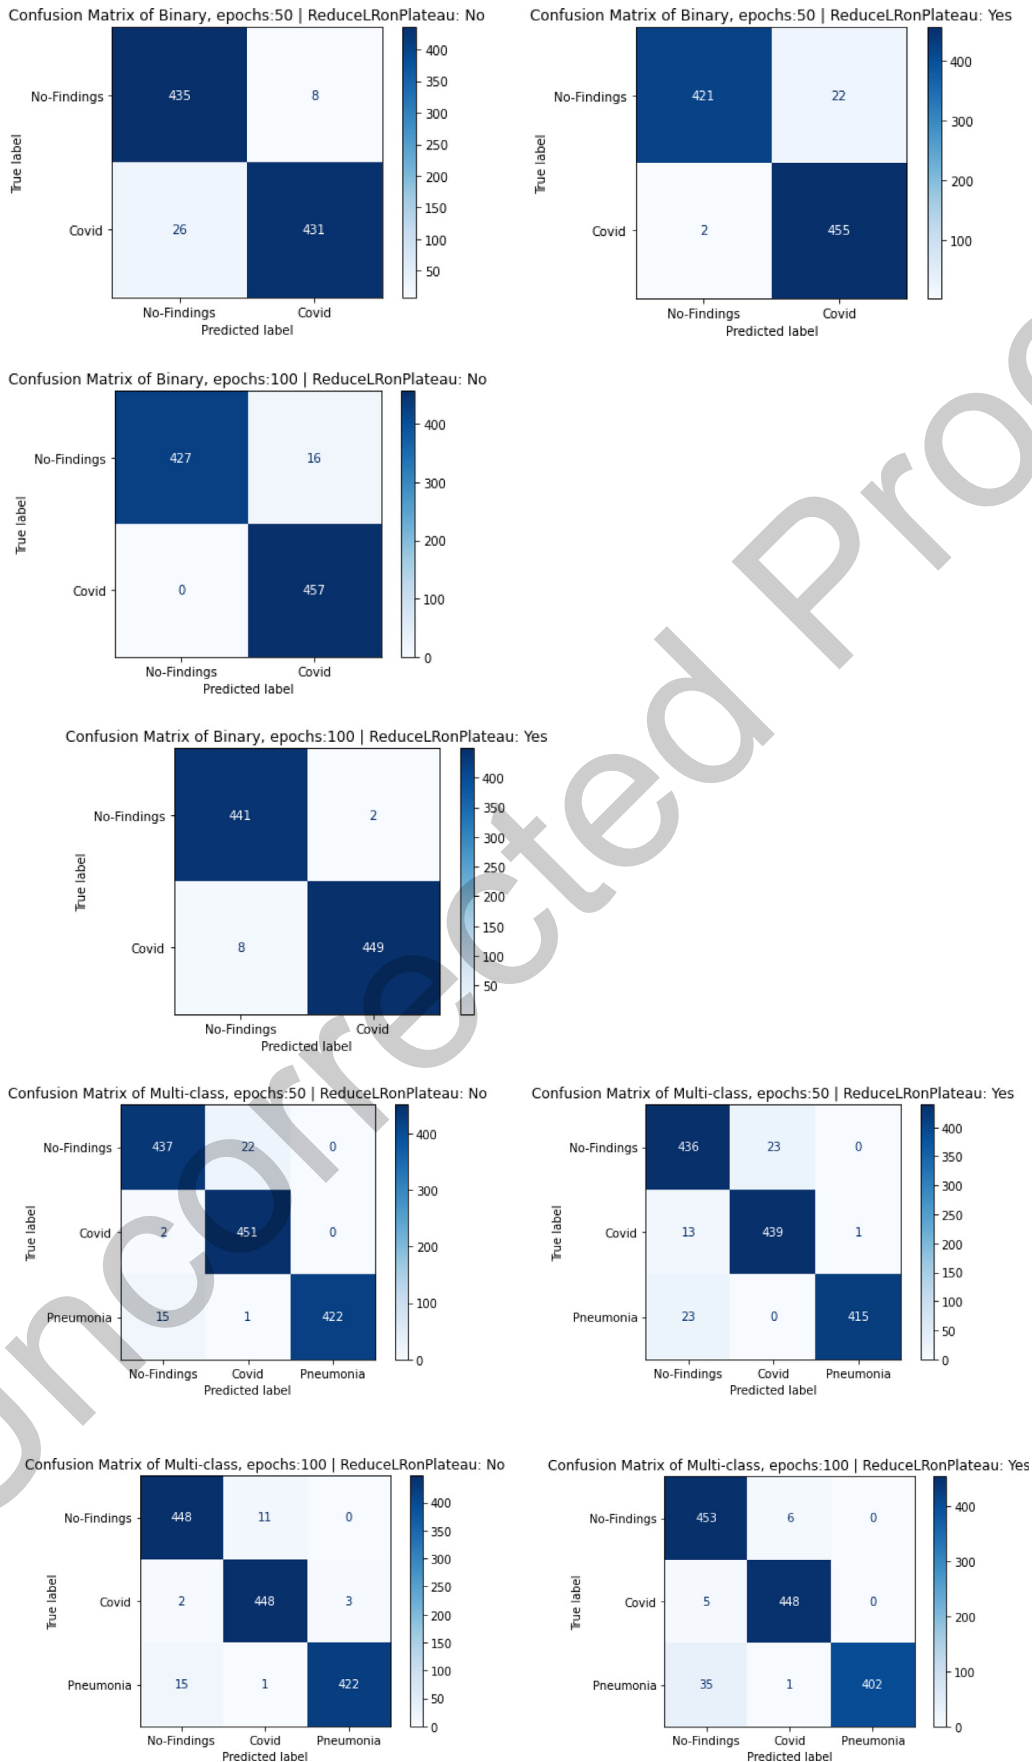 Confusion Matrix of Binary, epochs:50 | ReduceLRonPlateau: No
No-Findings
435
8
Covid
26
431
True label
No-Findings
Covid
Predicted label
400
350
300
250
200
150
100
50
Confusion Matrix of Binary, epochs:50 | ReduceLRonPlateau: Yes
No-Findings
421
22
Covid
2
455
True label
No-Findings
Covid
Predicted label
400
300
200
100
Confusion Matrix of Binary, epochs:100 | ReduceLRonPlateau: No
No-Findings
427
16
Covid
0
457
True label
No-Findings
Covid
Predicted label
400
300
200
100
0
Confusion Matrix of Binary, epochs:100 | ReduceLRonPlateau: Yes
No-Findings
441
2
Covid
8
449
True label
No-Findings
Covid
Predicted label
400
350
300
250
200
150
100
50
Confusion Matrix of Multi-class, epochs:50 | ReduceLRonPlateau: No
No-Findings
437
22
0
Covid
2
451
0
Pneumonia
15
1
422
True label
No-Findings
Covid
Pneumonia
Predicted label
400
300
200
100
0
Confusion Matrix of Multi-class, epochs:50 | ReduceLRonPlateau: Yes
No-Findings
436
23
0
Covid
13
439
1
Pneumonia
23
0
415
True label
No-Findings
Covid
Pneumonia
Predicted label
400
350
300
250
200
150
100
50
0
Confusion Matrix of Multi-class, epochs:100 | ReduceLRonPlateau: No
No-Findings
448
11
0
Covid
2
448
3
Pneumonia
15
1
422
True label
No-Findings
Covid
Pneumonia
Predicted label
400
350
300
250
200
150
100
50
0
Confusion Matrix of Multi-class, epochs:100 | ReduceLRonPlateau: Yes
No-Findings
453
6
0
Covid
5
448
0
Pneumonia
35
1
402
True label
No-Findings
Covid
Pneumonia
Predicted label
400
300
200
100
0
Uncorrected Proo